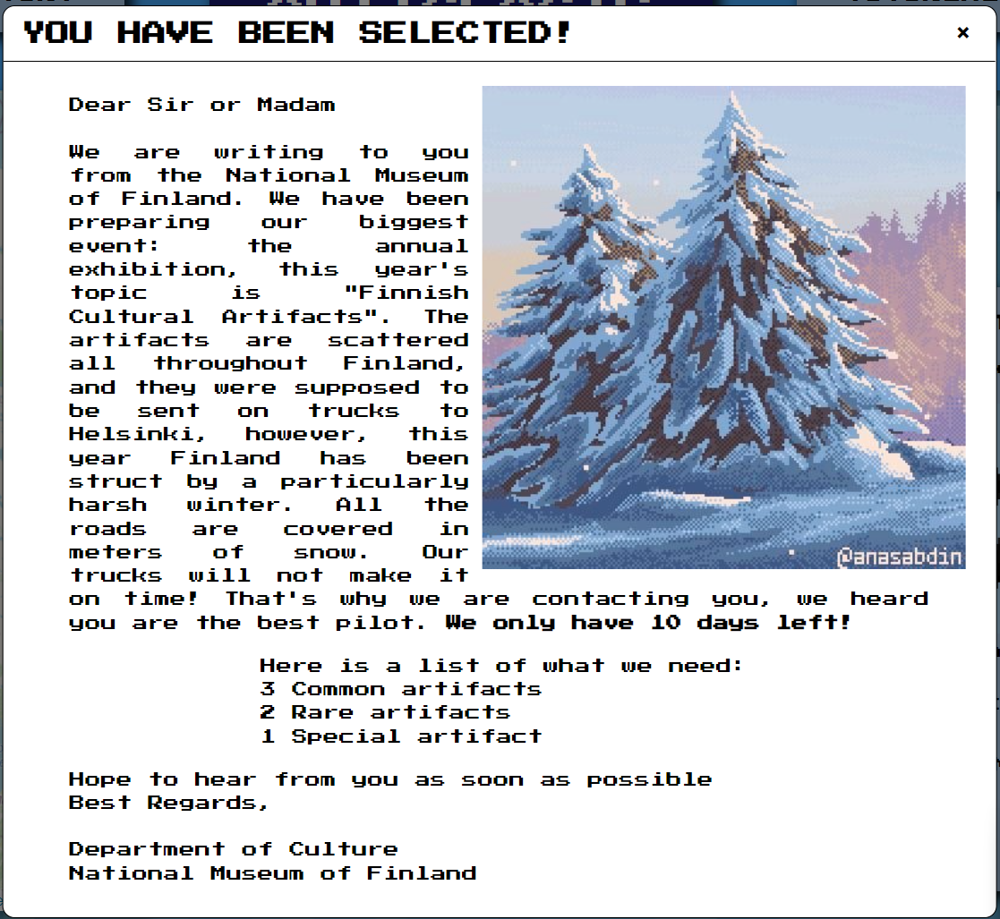 YOU HAVE BEEN SELECTED!
×
Dear Sir or Madam
We are writing to you
from the National Museum
of Finland. We have been
preparing our biggest
event: the annual
exhibition, this year's
topic is "Finnish
Cultural Artifacts". The
artifacts are scattered
all throughout Finland,
and they were supposed to
be sent on trucks to
Helsinki, however, this
year Finland has been
struct by a particularly
harsh winter. All the
roads are covered in
meters of snow. Our
trucks will not make it
on time! That's why we are contacting you, we heard
you are the best pilot. We only have 10 days left!
@anasabdin
Here is a list of what we need:
3 Common artifacts
2 Rare artifacts
1 Special artifact
Hope to hear from you as soon as possible
Best Regards,
Department of Culture
National Museum of Finland